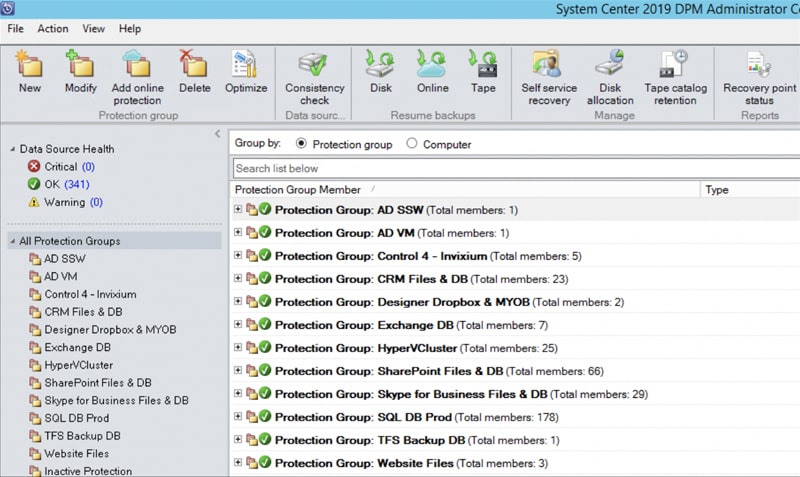 System Center 2019 DPM Administrator Co
File Action View Help
New Modify Add online protection Delete Optimize Consistency check Disk Online Tape Self service recovery Disk allocation Tape catalog retention Recovery point status
Protection group Data sourc... Resume backups Manage Reports
Data Source Health
Critical (0)
OK (341)
Warning (0)
All Protection Groups
AD SSW
AD VM
Control 4 - Invixium
CRM Files & DB
Designer Dropbox & MYOB
Exchange DB
HyperVCluster
SharePoint Files & DB
Skype for Business Files & DB
SQL DB Prod
TFS Backup DB
Website Files
Inactive Protection
Group by: Protection group Computer
Search list below
Protection Group Member Type
Protection Group: AD SSW (Total members: 1)
Protection Group: AD VM (Total members: 1)
Protection Group: Control 4 - Invixium (Total members: 5)
Protection Group: CRM Files & DB (Total members: 23)
Protection Group: Designer Dropbox & MYOB (Total members: 2)
Protection Group: Exchange DB (Total members: 7)
Protection Group: HyperVCluster (Total members: 25)
Protection Group: SharePoint Files & DB (Total members: 66)
Protection Group: Skype for Business Files & DB (Total members: 29)
Protection Group: SQL DB Prod (Total members: 178)
Protection Group: TFS Backup DB (Total members: 1)
Protection Group: Website Files (Total members: 3)